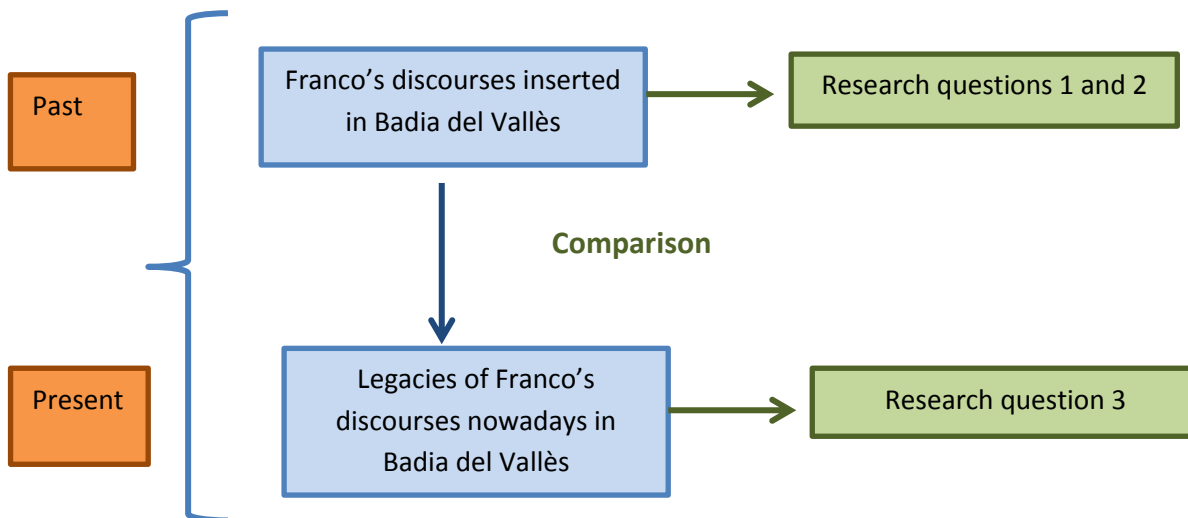 Past
Franco’s discourses inserted
in Badia del Vallès
Research questions 1 and 2
Comparison
Present
Legacies of Franco’s
discourses nowadays in
Badia del Vallès
Research question 3